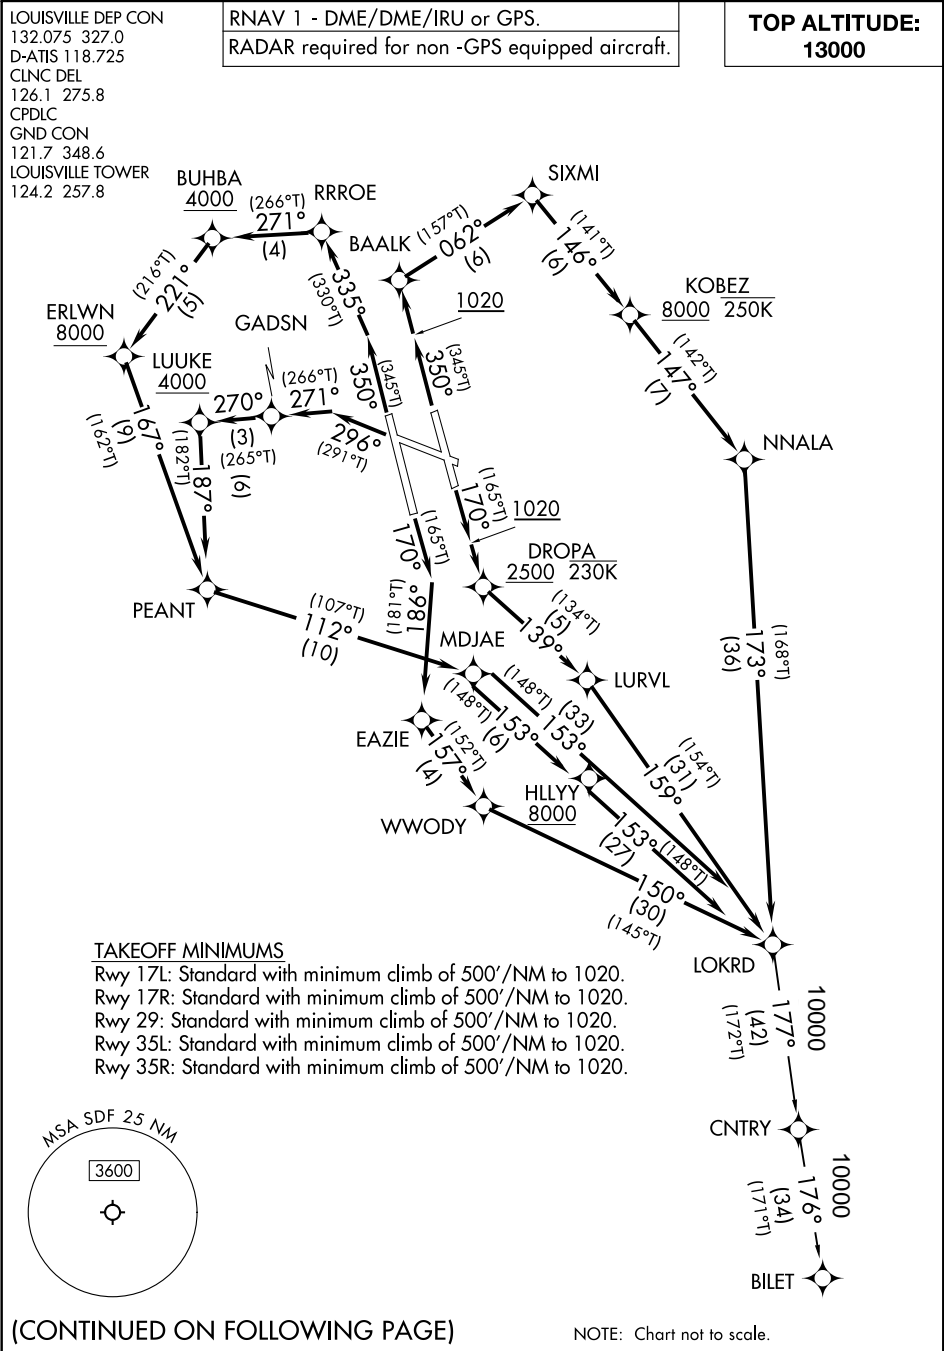 LOUISVILLE DEP CON
132.075 327.0
D-ATIS 118.725
CLNC DEL
126.1 275.8
CPDLC
GND CON
121.7 348.6
LOUISVILLE TOWER
124.2 257.8
RNAV 1 - DME/DME/IRU or GPS.
RADAR required for non -GPS equipped aircraft.
TOP ALTITUDE:
13000
BUHBA
4000
(266°T)
271°
(4)
RRROE
BAALK
(157°T)
062°
(6)
SIXMI
(141°T)
146°
(6)
KOBEZ
8000 250K
(142°T)
147°
(7)
NNALA
(216°T)
221°
(5)
ERLWN
8000
335°
(330°T)
1020
GADSN
LUUKE
4000
(266°T)
271°
270°
(3)
(265°T)
(6)
350°
(345°T)
350°
(345°T)
296°
(291°T)
167°
(9)
(162°T)
(182°T)
187°
(165°T)
170°
1020
(165°T)
170°
DROPA
2500 230K
(134°T)
(5)
139°
186°
(181°T)
PEANT
(107°T)
112°
(10)
MDJAE
LURVL
(168°T)
173°
(36)
(148°T)
(33)
153°
(148°T)
153°
(6)
EAZIE
(152°T)
157°
(4)
(154°T)
(31)
159°
HLLYY
8000
WWODY
153°
(27)
(148°T)
150°
(30)
(145°T)
LOKRD
TAKEOFF MINIMUMS
Rwy 17L: Standard with minimum climb of 500'/NM to 1020.
Rwy 17R: Standard with minimum climb of 500'/NM to 1020.
Rwy 29: Standard with minimum climb of 500'/NM to 1020.
Rwy 35L: Standard with minimum climb of 500'/NM to 1020.
Rwy 35R: Standard with minimum climb of 500'/NM to 1020.
10000
177°
(42)
(172°T)
CNTRY
10000
176°
(34)
(171°T)
BILET
MSA SDF 25 NM
3600
(CONTINUED ON FOLLOWING PAGE)
NOTE: Chart not to scale.